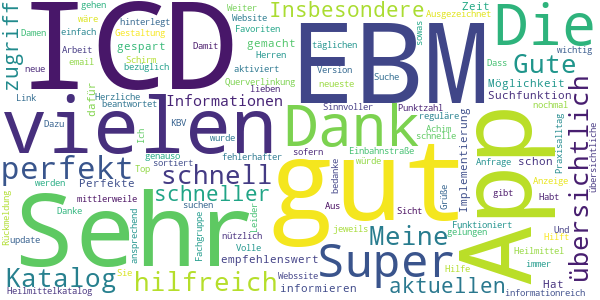 gehen
wäre
einfach
Damen
Arbeit
email
neue
Link
zugriff
ICD
hinterlegt
Weiter
Gestaltung
Website
Favoriten
gespart
gemacht
Damit
Schirm
Herren
bezüglich
aktiviert
Querverlinkung
lieben
Insbesondere
Zeit
täglichen
Ausgezeichnet
sowas
Version
neueste
Suche
EBM
Die
Gute
wichtig
Dass
Möglichkeit
Suchfunktion
nochmal
übersichtlich
übersichtliche
Praxisalltag
App
vielen
Herzliche
beantwortet
dafür
Informationen
Dazu
KBV
Ich
wurde
genauso
fehlerhafter
Dank
Sinnvoller
Punktzahl
reguläre
Achim
schnelle
Einbahnstraße
sofern
würde
bedanke
Implementierung
Anfrage
schon
Anzeige
gibt
Habt
perfekt
schnell
Top
sortiert
werden
Perfekte
schneller
Danke
mittlerweile
suchen
Leider
Rückmeldung
Sehr
gut
Aus
Sicht
Grüße
Und
Hilft
Meine
Funktioniert
gelungen
Heilmittel
update
ansprechend
Fachgruppe
nützlich
Volle
empfehlenswert
jeweils
Super
Hilfe
immer
Katalog
Sie
hilfreich
Webssite
informieren
aktuellen
Hat
Heilmittelkatalog
informationreich